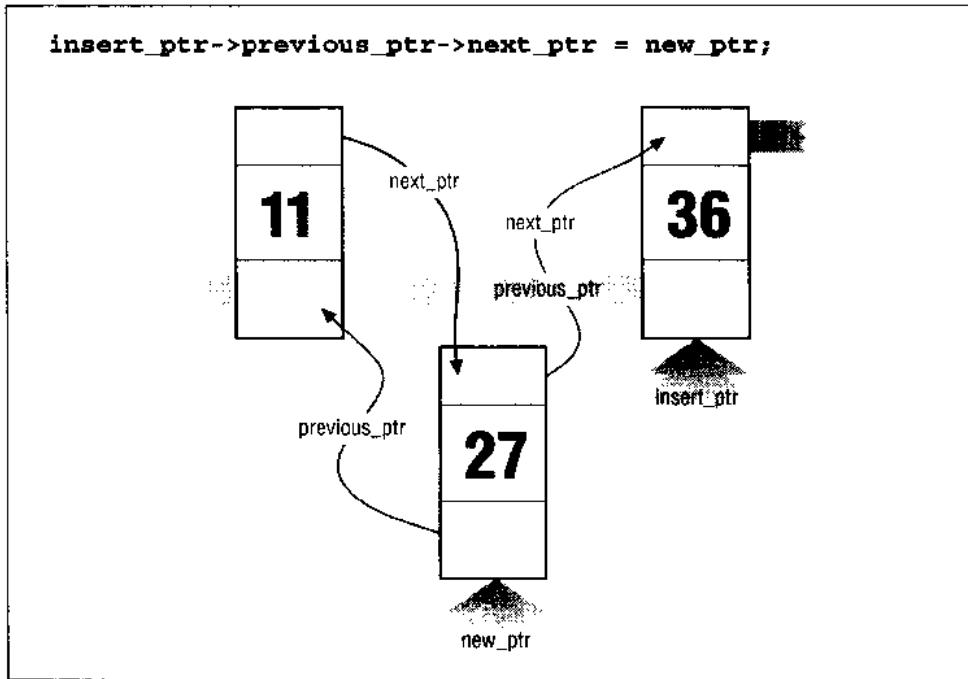 insert_ptr->previous_ptr->next_ptr = new_ptr;
11
next_ptr
36
next_ptr
previous_ptr
insert_ptr
previous_ptr
27
new_ptr